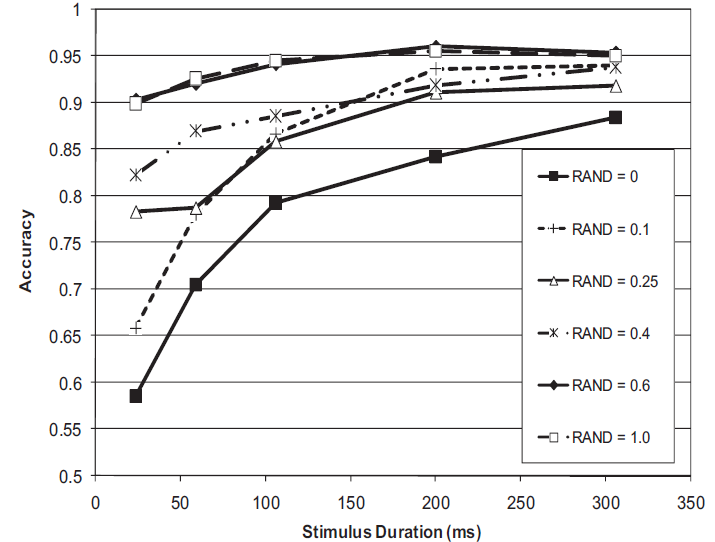 1
0.95
0.9
0.85
0.8
0.75
0.7
0.65
0.6
0.55
0.5
Accuracy
0 50 100 150 200 250 300 350
Stimulus Duration (ms)
RAND = 0
RAND = 0.1
RAND = 0.25
RAND = 0.4
RAND = 0.6
RAND = 1.0